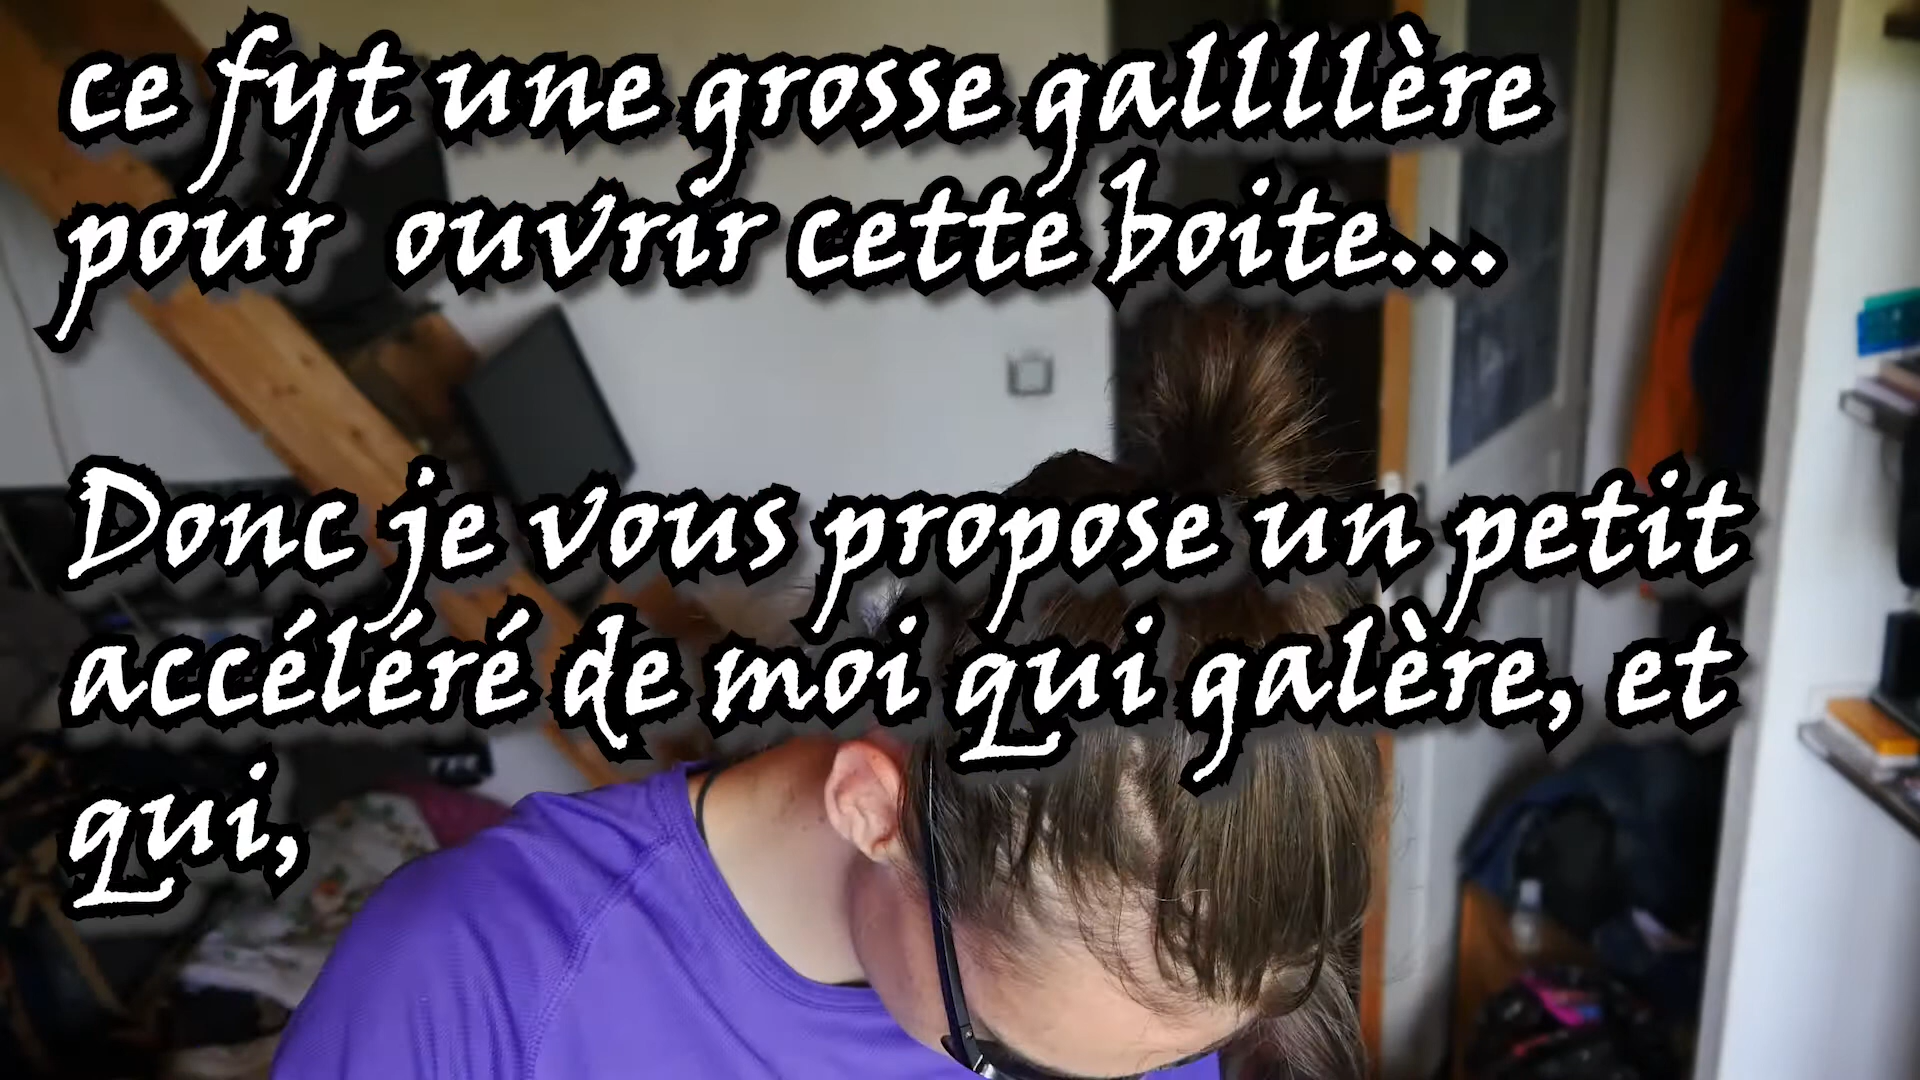 ce fyt une grosse gallllère
pour  ouvrir cette boite...
Donc je vous propose un petit
accéléré de moi qui galère, et
qui,